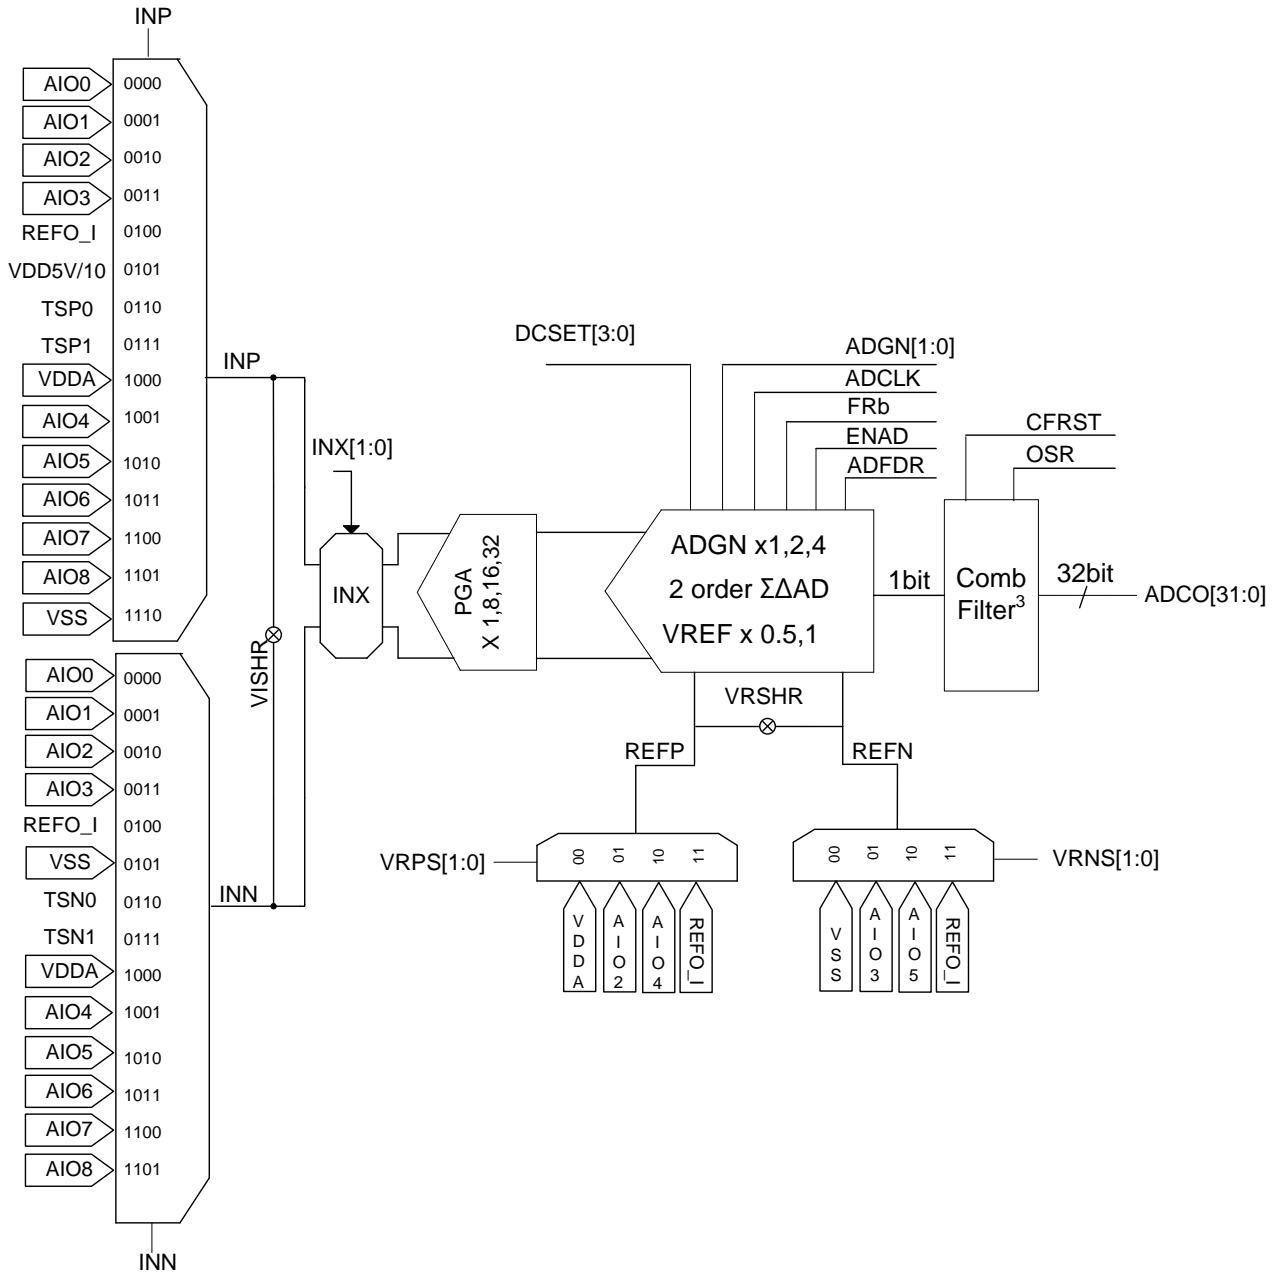 INP
AIO0 0000
AIO1 0001
AIO2 0010
AIO3 0011
REFO_I 0100
VDD5V/10 0101
TSP0 0110
TSP1 0111
VDDA 1000
AIO4 1001
AIO5 1010
AIO6 1011
AIO7 1100
AIO8 1101
VSS 1110
INP
AIO0 0000
AIO1 0001
AIO2 0010
AIO3 0011
REFO_I 0100
VSS 0101
TSN0 0110
TSN1 0111
VDDA 1000
AIO4 1001
AIO5 1010
AIO6 1011
AIO7 1100
AIO8 1101
INN
INN
VISHR
INX[1:0]
INX
PGA
X 1,8,16,32
DCSET[3:0]
ADGN[1:0]
ADCLK
FRb
ENAD
ADFDR
ADGN x1,2,4
2 order ΣΔAD
VREF x 0.5,1
1bit
CFRST
OSR
Comb
Filter3
32bit
ADCO[31:0]
VRSHR
REFP
REFN
VRPS[1:0]
00 01 10 11
VDDA AIO2 AIO4 REFO_I
VRNS[1:0]
00 01 10 11
VSS AIO3 AIO5 REFO_I